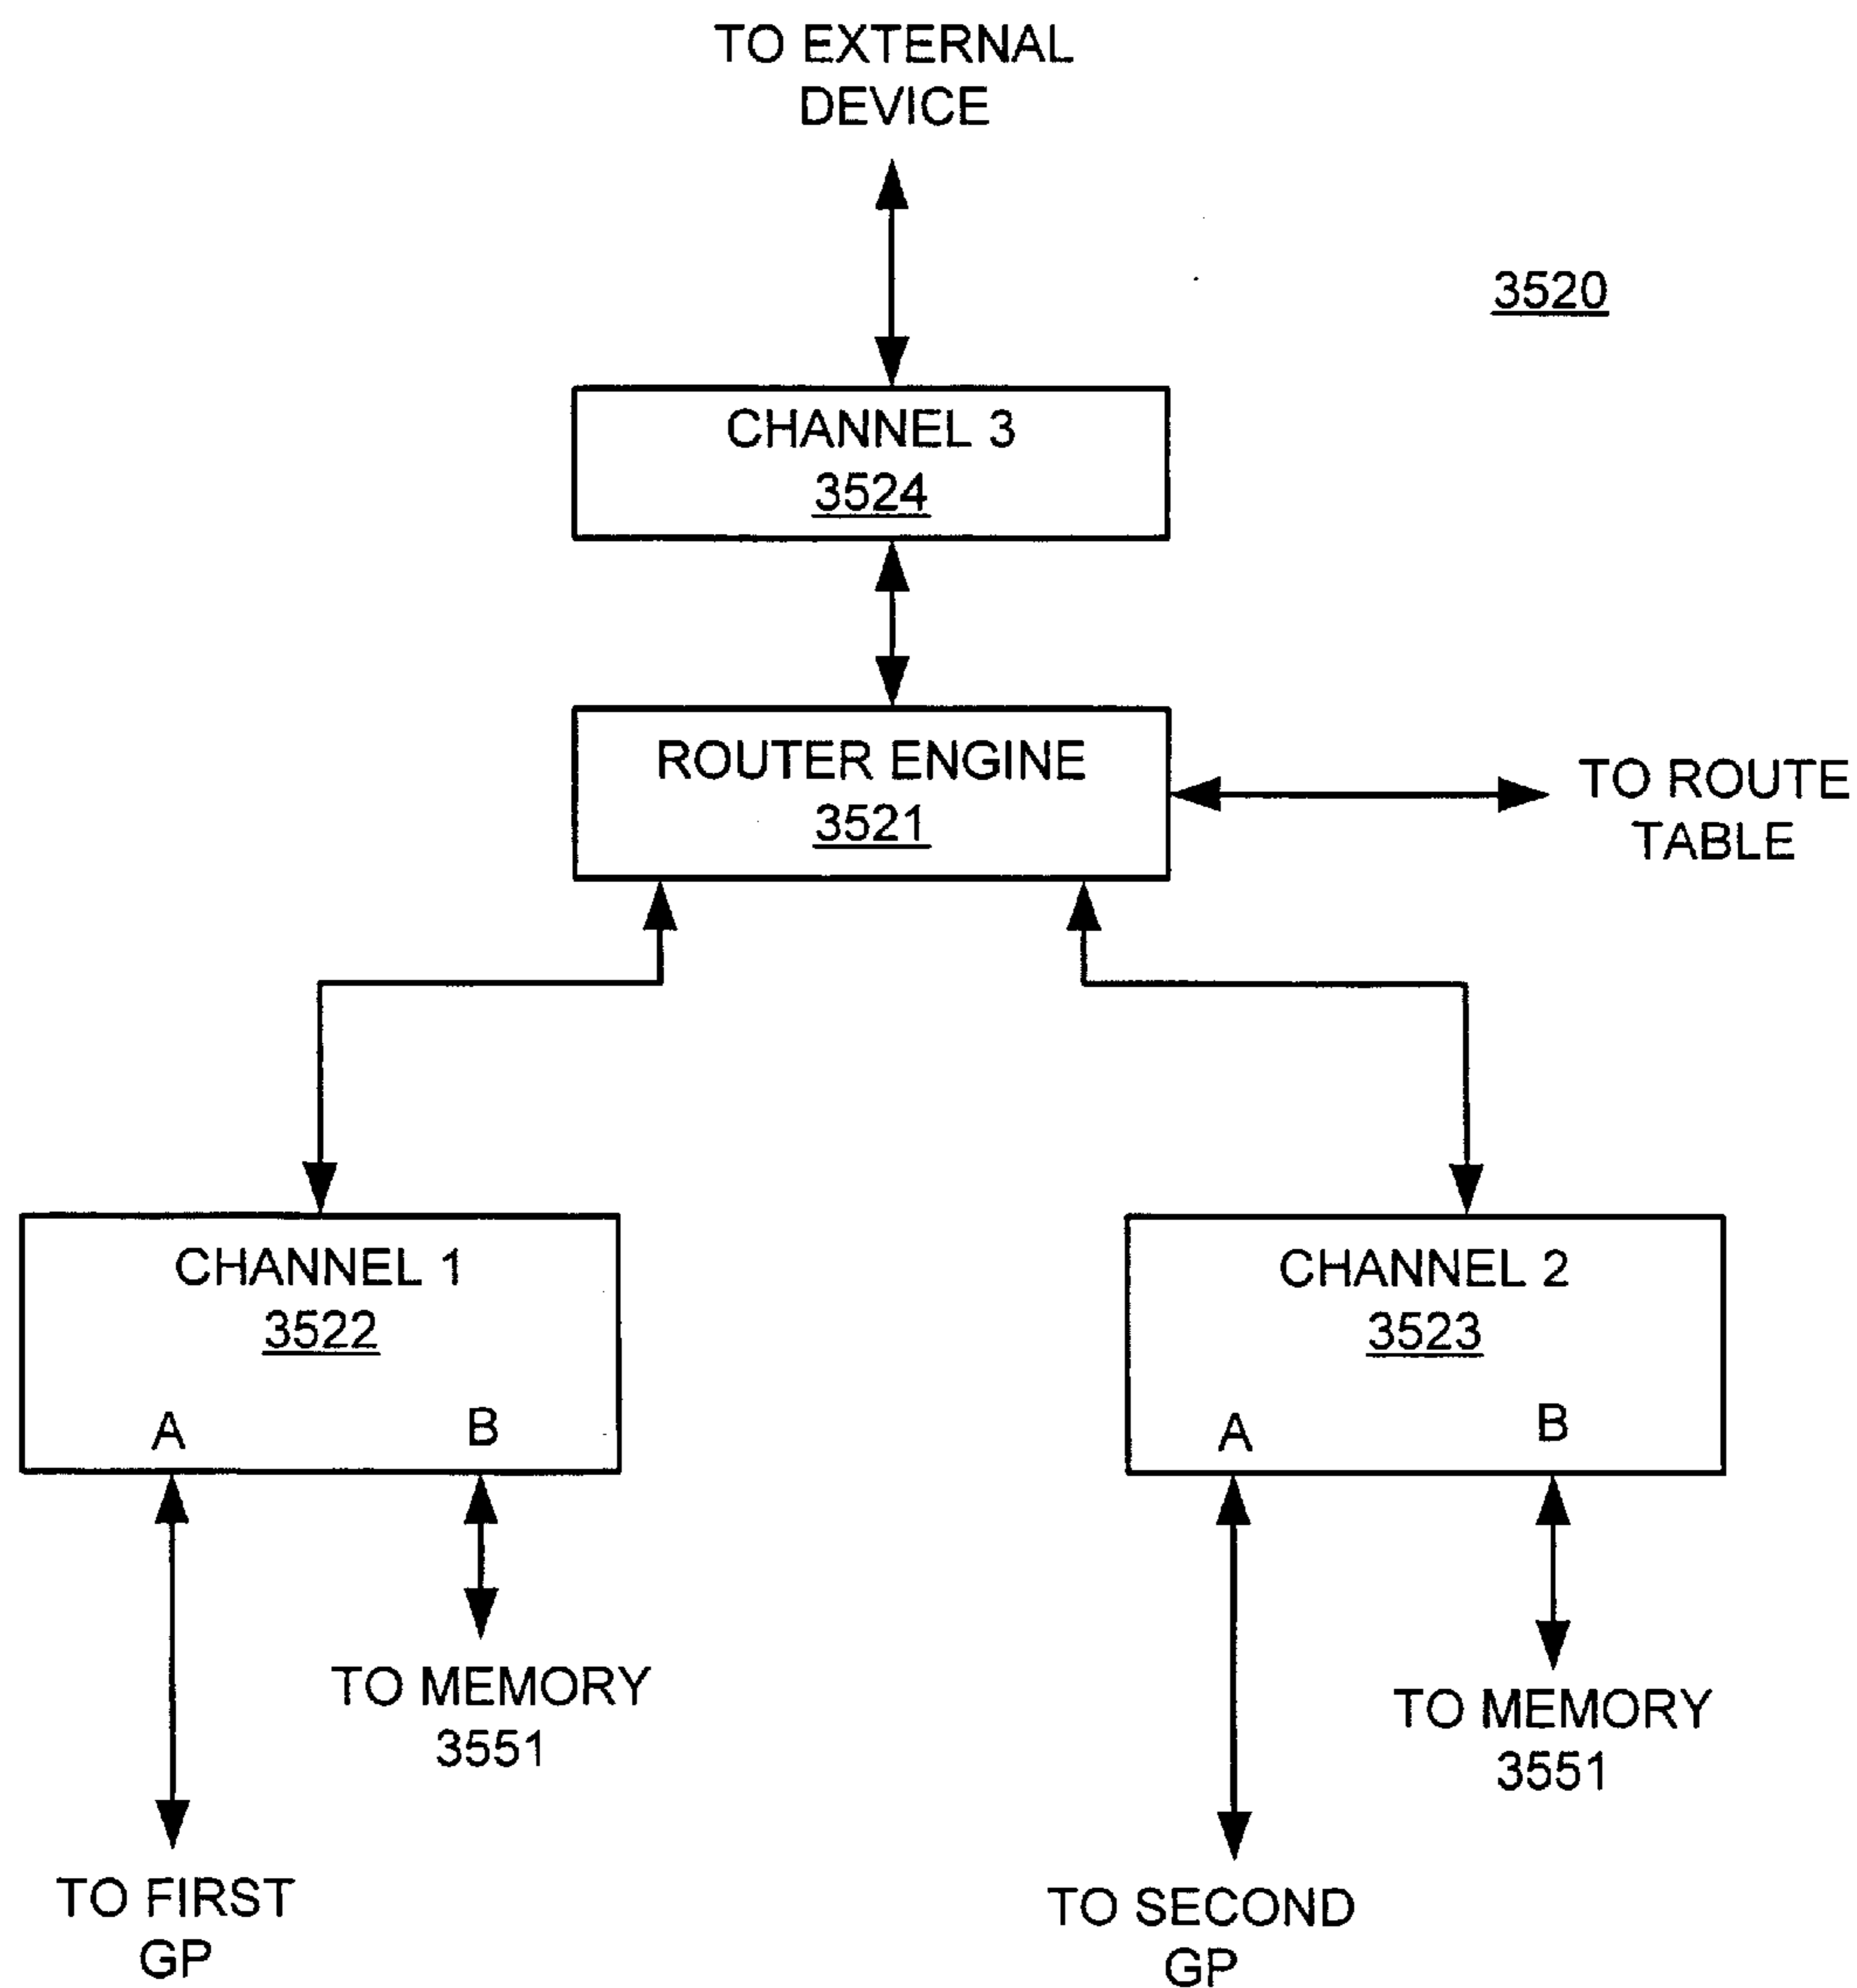 TO EXTERNAL
DEVICE
3520
CHANNEL 3
3524
ROUTER ENGINE
3521
TO ROUTE
TABLE
CHANNEL 1
3522
A
B
CHANNEL 2
3523
A
B
TO MEMORY
3551
TO MEMORY
3551
TO FIRST
GP
TO SECOND
GP